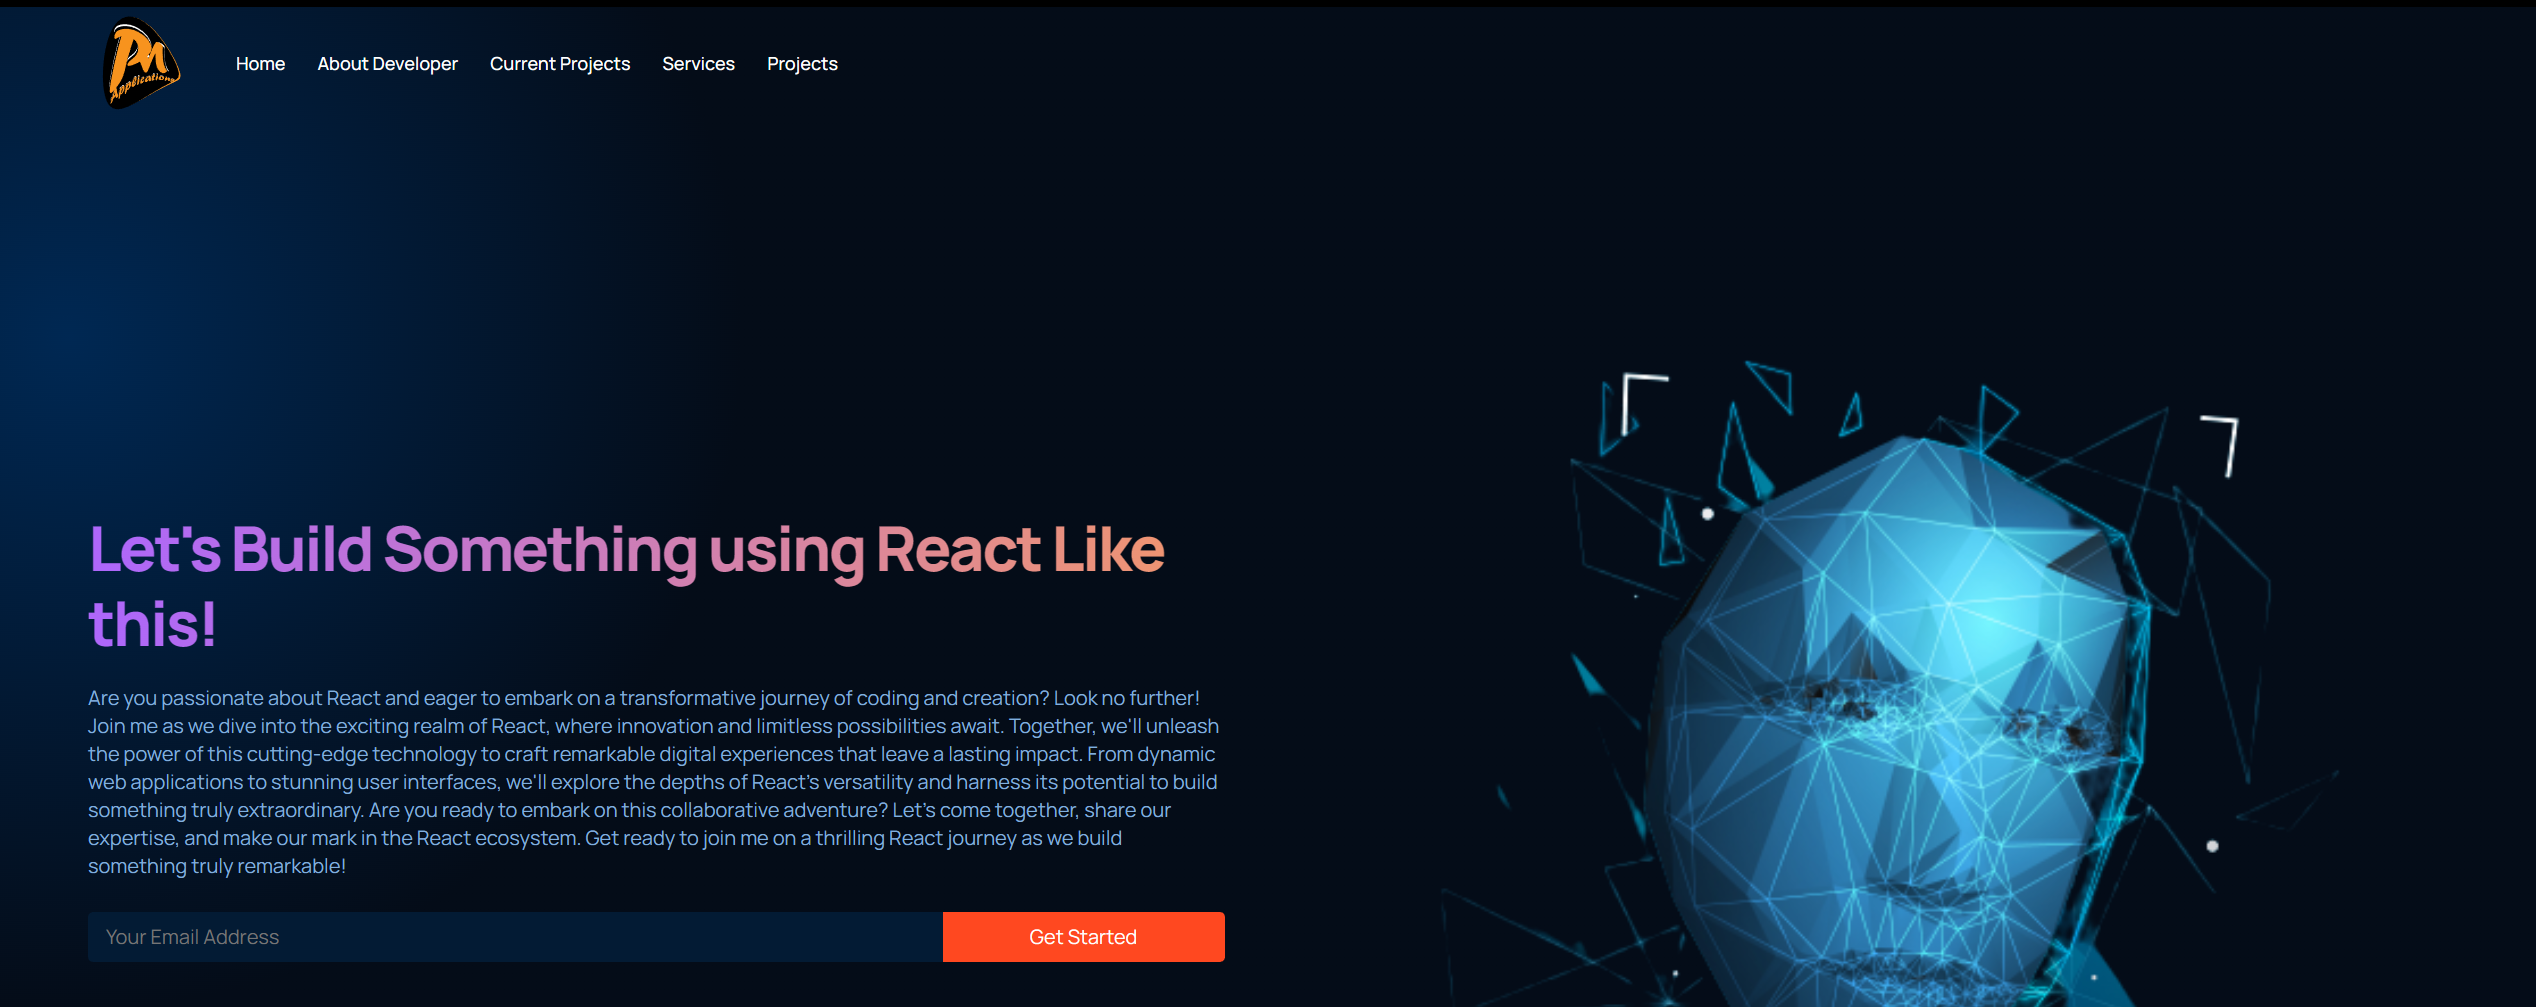 PM
Applications
Home About Developer Current Projects Services Projects
Let's Build Something using React Like
this!
Are you passionate about React and eager to embark on a transformative journey of coding and creation? Look no further!
Join me as we dive into the exciting realm of React, where innovation and limitless possibilities await. Together, we'll unleash
the power of this cutting-edge technology to craft remarkable digital experiences that leave a lasting impact. From dynamic
web applications to stunning user interfaces, we'll explore the depths of React's versatility and harness its potential to build
something truly extraordinary. Are you ready to embark on this collaborative adventure? Let's come together, share our
expertise, and make our mark in the React ecosystem. Get ready to join me on a thrilling React journey as we build
something truly remarkable!
Your Email Address Get Started